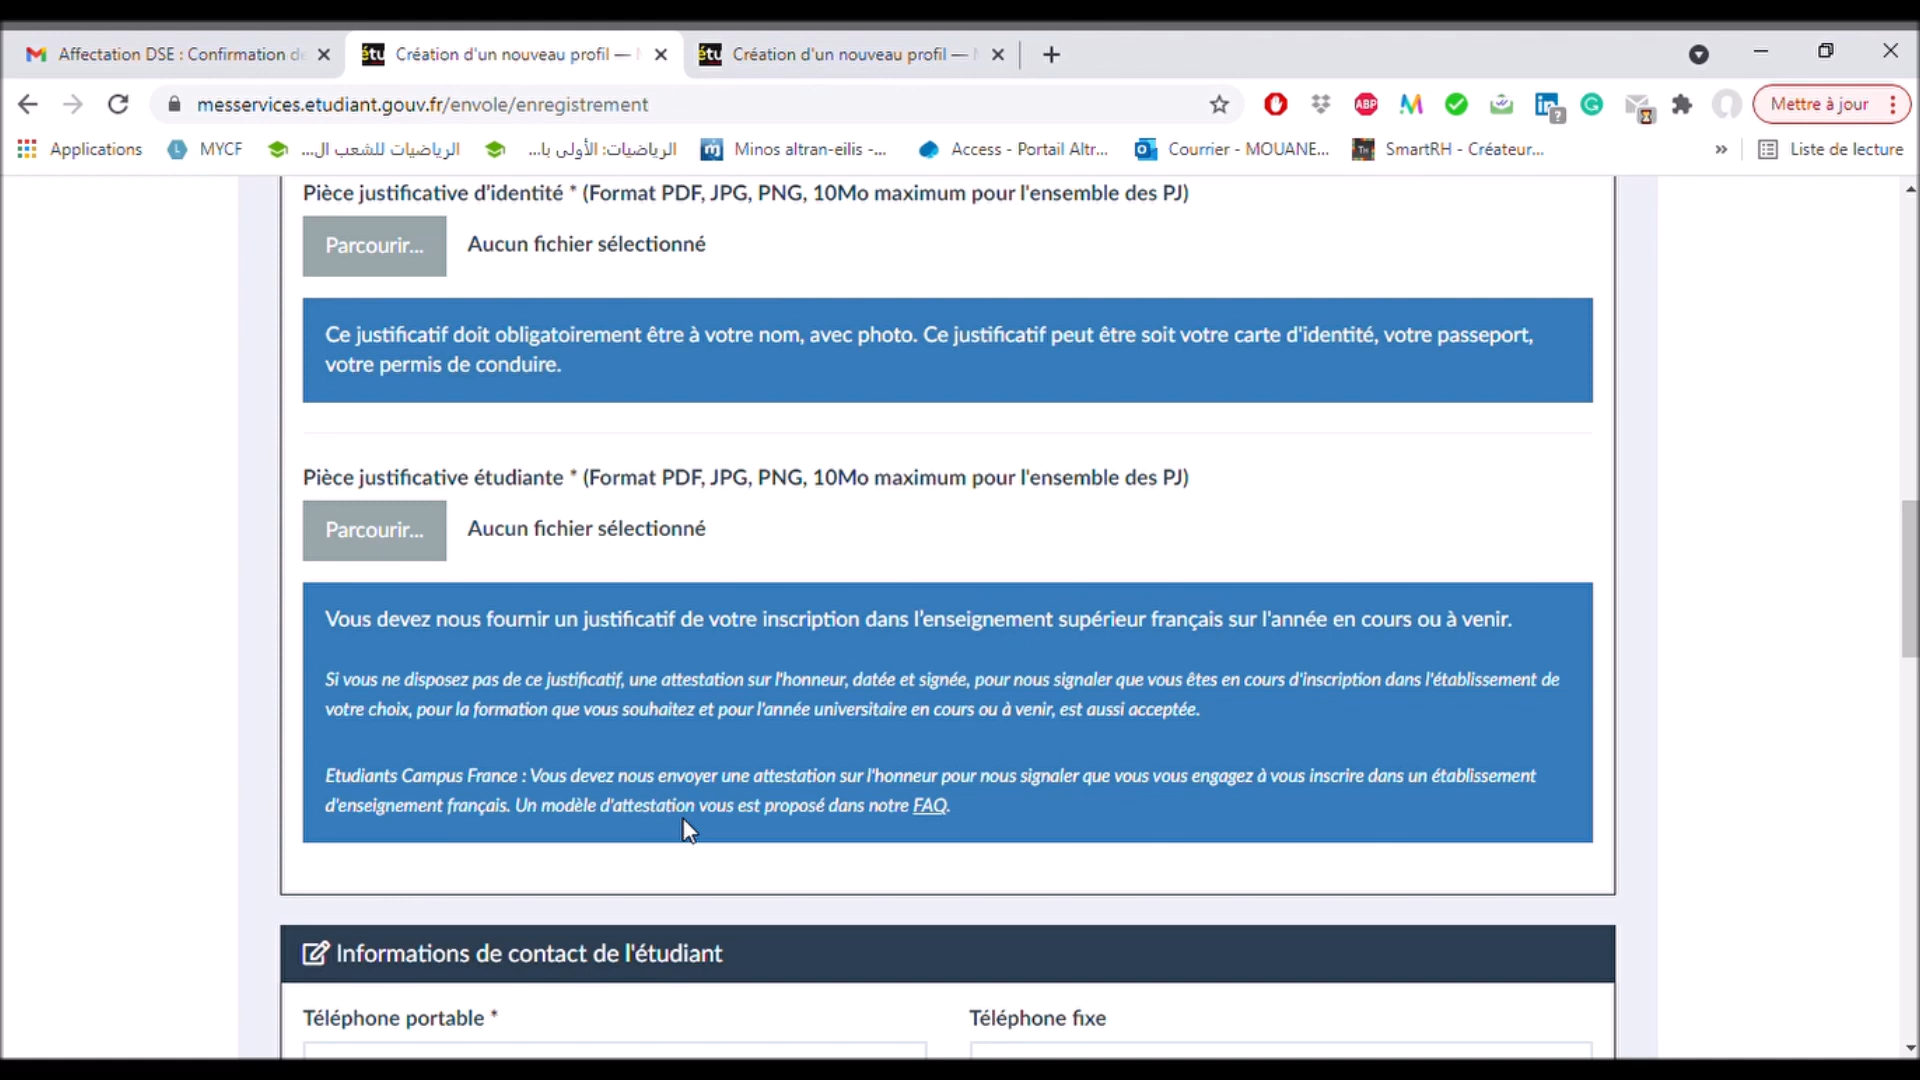 Affectation DSE : Confirmation de
Création d'un nouveau profil —
Création d'un nouveau profil —
messervices.etudiant.gouv.fr/envole/enregistrement
ABP
Mettre à jour
Applications
MYCF
الرياضيات للشعب ال...
الرياضيات: الأولى با...
Minos altran-eilis -...
Access - Portail Altr...
Courrier - MOUANE...
SmartRH - Créateur...
»
Liste de lecture
Pièce justificative d'identité * (Format PDF, JPG, PNG, 10Mo maximum pour l'ensemble des PJ)
Parcourir...
Aucun fichier sélectionné
Ce justificatif doit obligatoirement être à votre nom, avec photo. Ce justificatif peut être soit votre carte d'identité, votre passeport,
votre permis de conduire.
Pièce justificative étudiante * (Format PDF, JPG, PNG, 10Mo maximum pour l'ensemble des PJ)
Parcourir...
Aucun fichier sélectionné
Vous devez nous fournir un justificatif de votre inscription dans l’enseignement supérieur français sur l'année en cours ou à venir.
Si vous ne disposez pas de ce justificatif, une attestation sur l'honneur, datée et signée, pour nous signaler que vous êtes en cours d'inscription dans l'établissement de
votre choix, pour la formation que vous souhaitez et pour l'année universitaire en cours ou à venir, est aussi acceptée.
Etudiants Campus France : Vous devez nous envoyer une attestation sur l'honneur pour nous signaler que vous vous engagez à vous inscrire dans un établissement
d'enseignement français. Un modèle d'attestation vous est proposé dans notre FAQ.
Informations de contact de l'étudiant
Téléphone portable *
Téléphone fixe